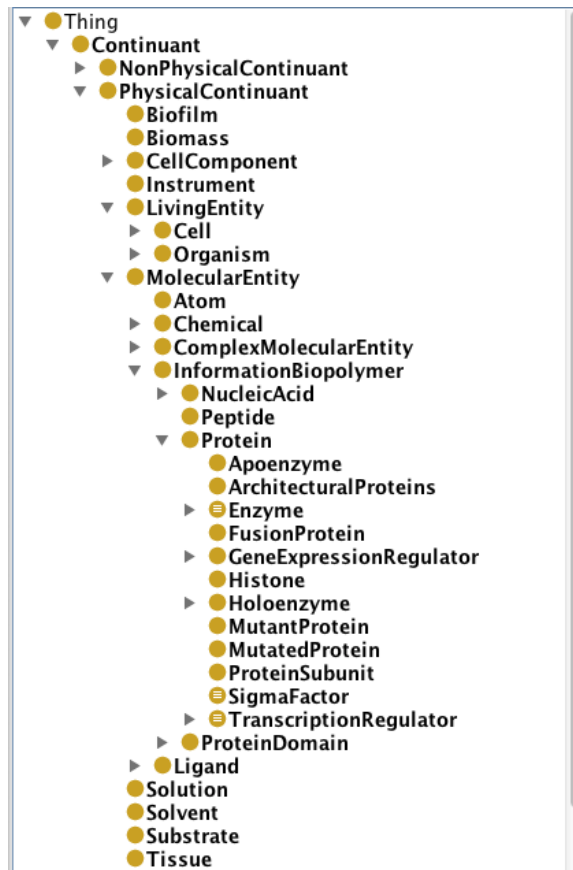 Thing
Continuant
NonPhysicalContinuant
PhysicalContinuant
Biofilm
Biomass
CellComponent
Instrument
LivingEntity
Cell
Organism
MolecularEntity
Atom
Chemical
ComplexMolecularEntity
InformationBiopolymer
NucleicAcid
Peptide
Protein
Apoenzyme
ArchitecturalProteins
Enzyme
FusionProtein
GeneExpressionRegulator
Histone
Holoenzyme
MutantProtein
MutatedProtein
ProteinSubunit
SigmaFactor
TranscriptionRegulator
ProteinDomain
Ligand
Solution
Solvent
Substrate
Tissue